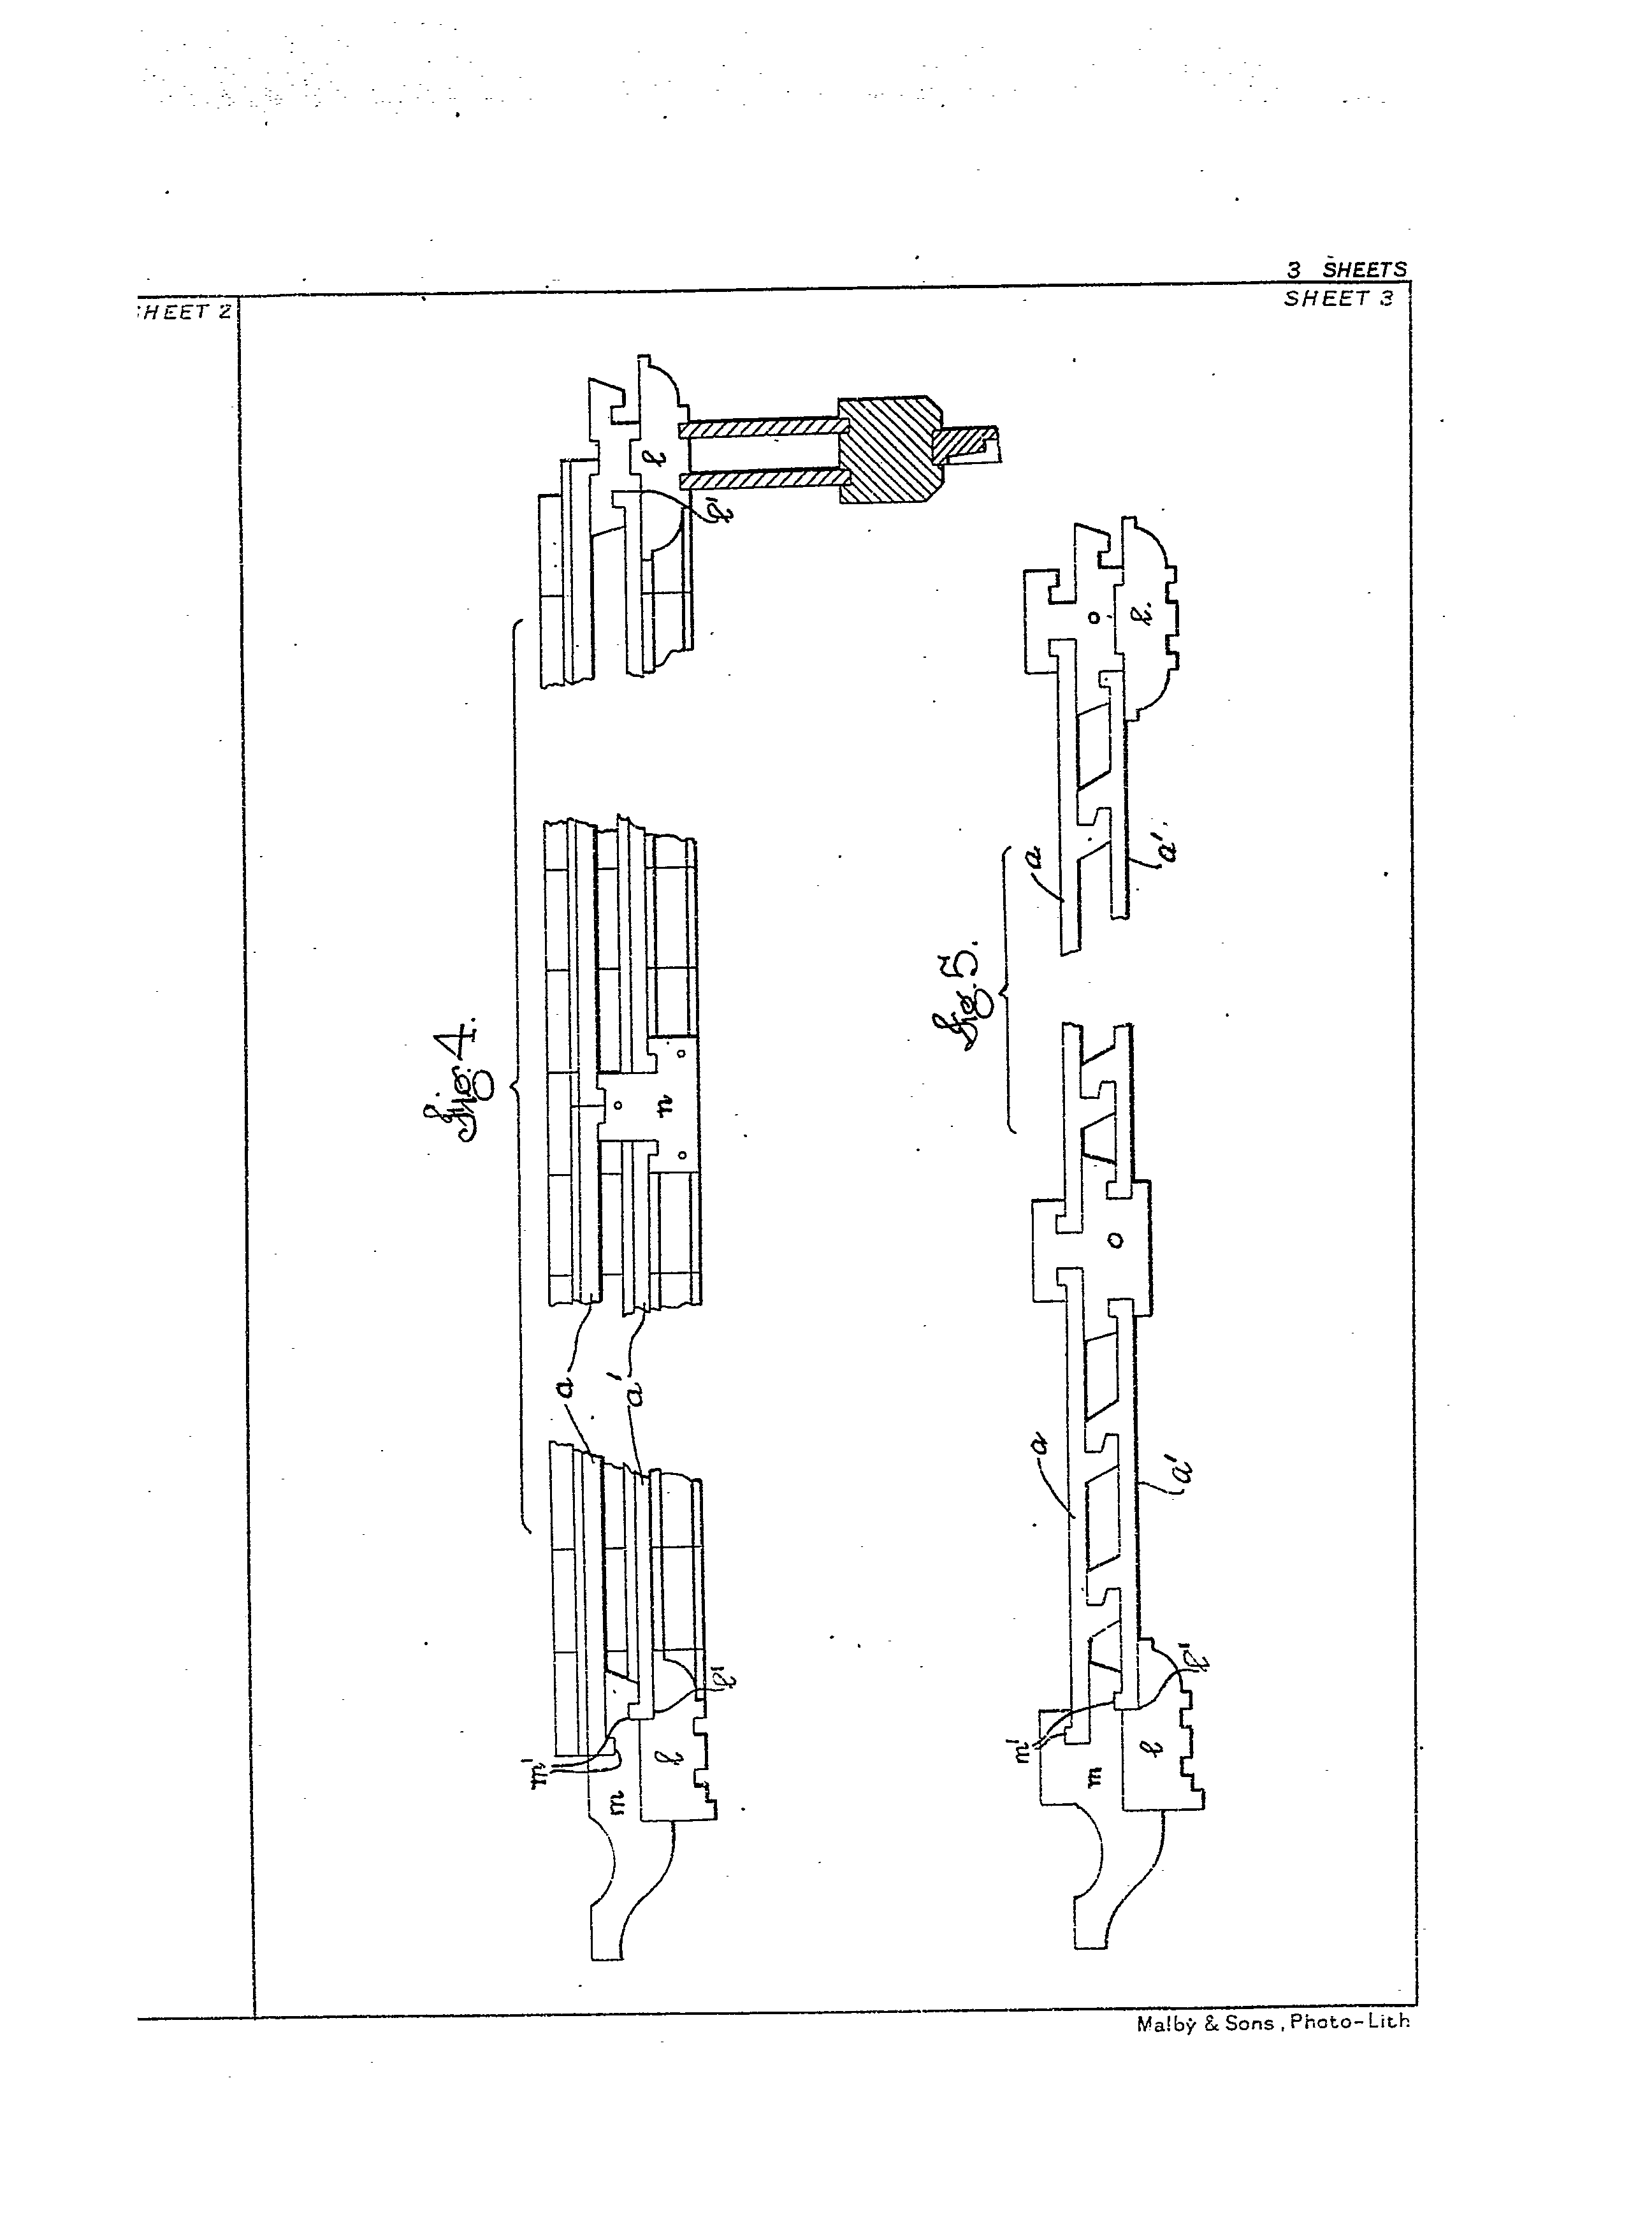 3 SHEETS
SHEET 3
HEET 2
Fig. 4.
a
a'
m'
m
n
Fig. 5.
a
a'
a
a'
m'
m
Malby & Sons, Photo-Lith